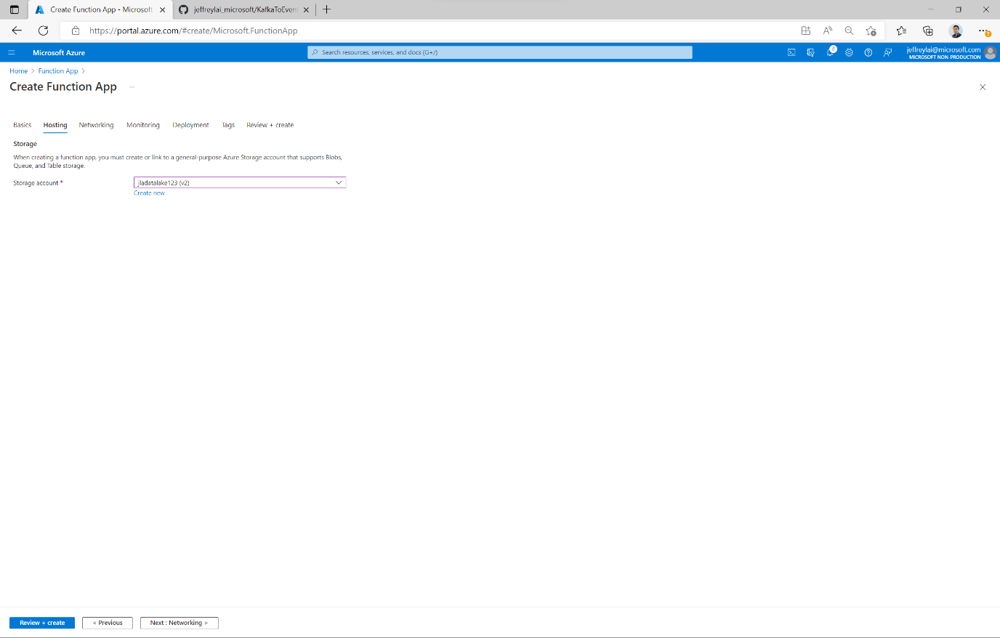 Create Function App - Microsoft
jeffreylai_microsoft/KafkaToEvent
https://portal.azure.com/#create/Microsoft.FunctionApp
Microsoft Azure
Search resources, services, and docs (G+/)
jeffreylai@microsoft.com
MICROSOFT NON-PRODUCTION
Home > Function App >
Create Function App ...
Basics Hosting Networking Monitoring Deployment Tags Review + create
Storage
When creating a function app, you must create or link to a general-purpose Azure Storage account that supports Blobs,
Queue, and Table storage.
Storage account *
jladatalake123 (v2)
Create new
Review + create
< Previous
Next : Networking >